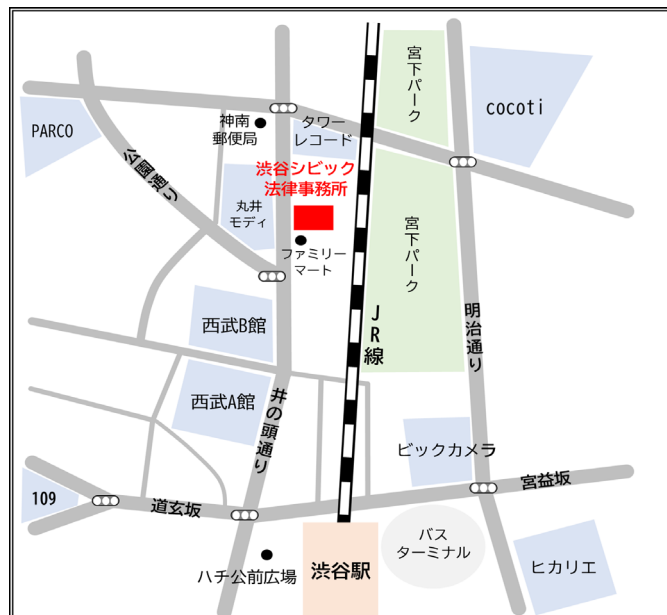 宮下
パーク
cocoti
PARCO
神南
郵便局
タワー
レコード
公園通り
渋谷シビック
法律事務所
丸井
モディ
ファミリー
マート
宮下パーク
西武B館
JR線
明治通り
西武A館
井の頭通り
ビックカメラ
109
道玄坂
宮益坂
バス
ターミナル
ハチ公前広場
渋谷駅
ヒカリエ